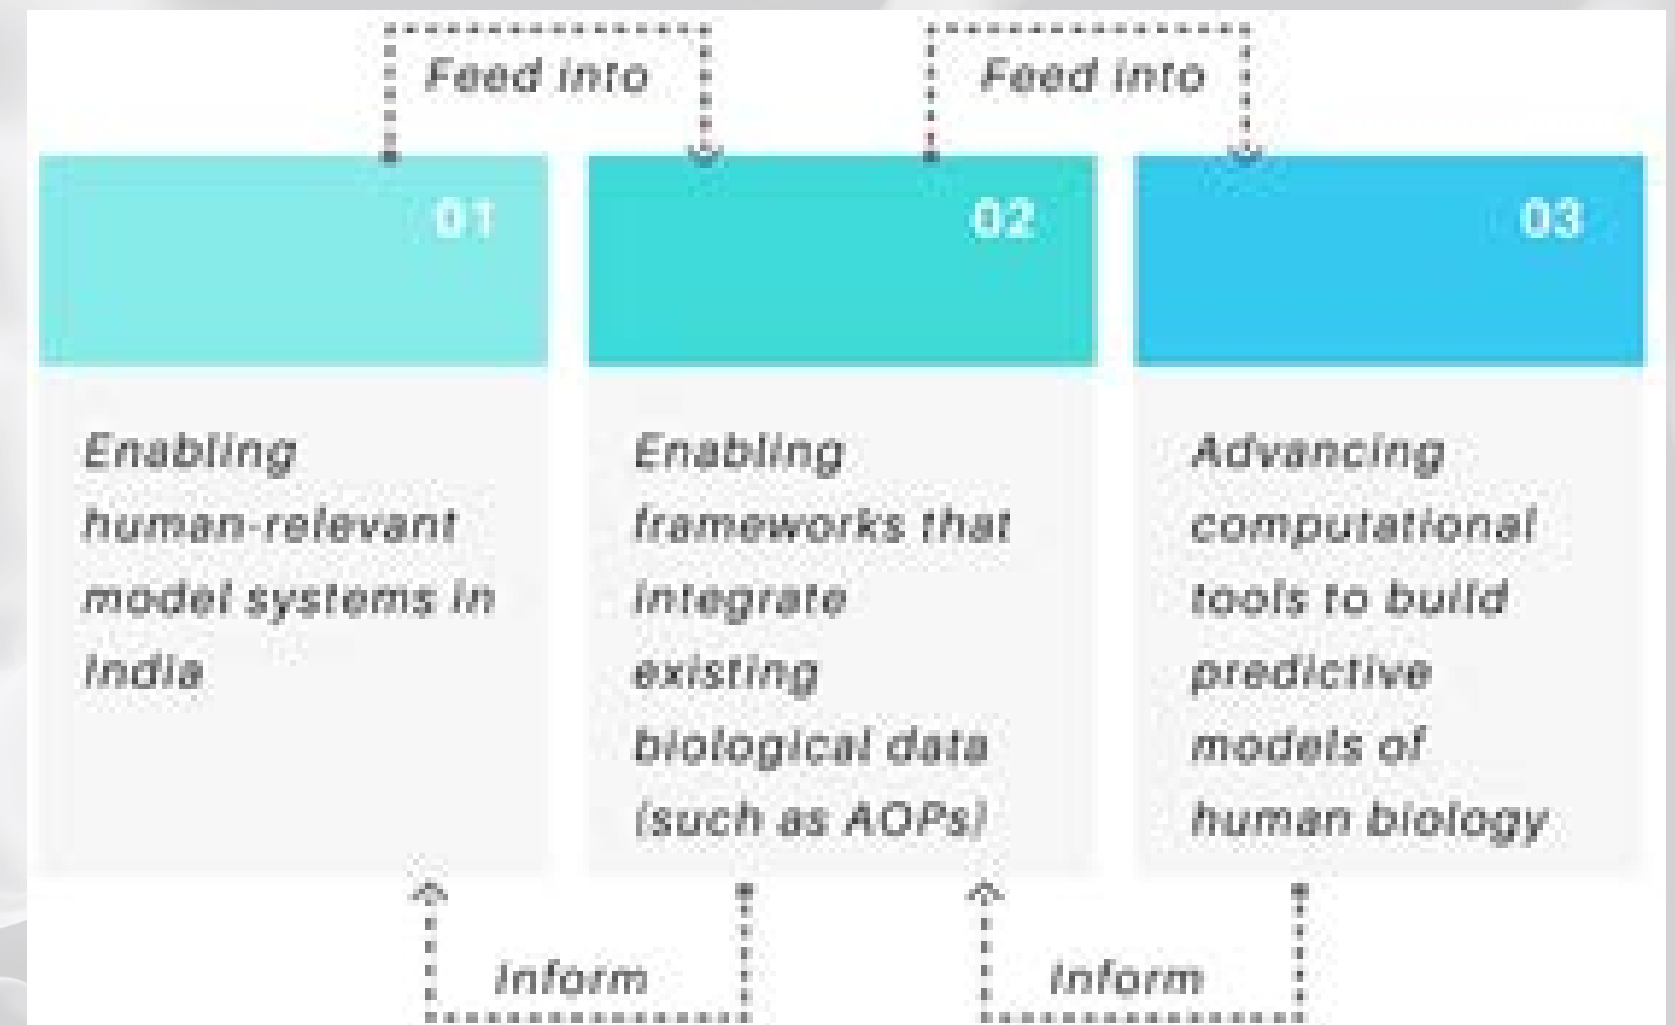 Feed into
Feed into
01
02
03
Enabling
human-relevant
model systems in
India
Enabling
frameworks that
integrate
existing
biological data
(such as AOPs)
Advancing
computational
tools to build
predictive
models of
human biology
Inform
Inform